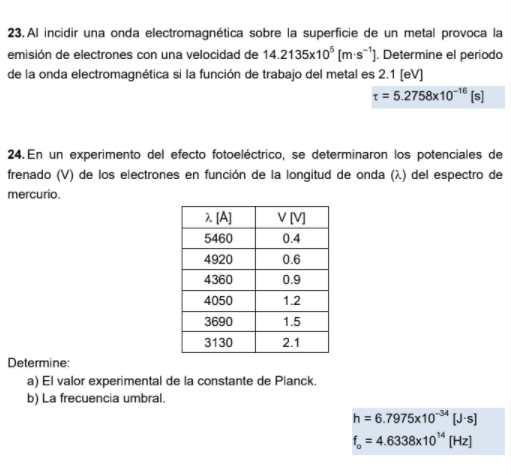 23. Al incidir una onda electromagnética sobre la superficie de un metal provoca la
emisión de electrones con una velocidad de 14.2135x10⁵ [m·s⁻¹]. Determine el periodo
de la onda electromagnética si la función de trabajo del metal es 2.1 [eV]
τ = 5.2758x10⁻¹⁶ [s]
24. En un experimento del efecto fotoeléctrico, se determinaron los potenciales de
frenado (V) de los electrones en función de la longitud de onda (λ) del espectro de
mercurio.
λ [Å] V [V]
5460 0.4
4920 0.6
4360 0.9
4050 1.2
3690 1.5
3130 2.1
Determine:
a) El valor experimental de la constante de Planck.
b) La frecuencia umbral.
h = 6.7975x10⁻³⁴ [J·s]
fₒ = 4.6338x10¹⁴ [Hz]